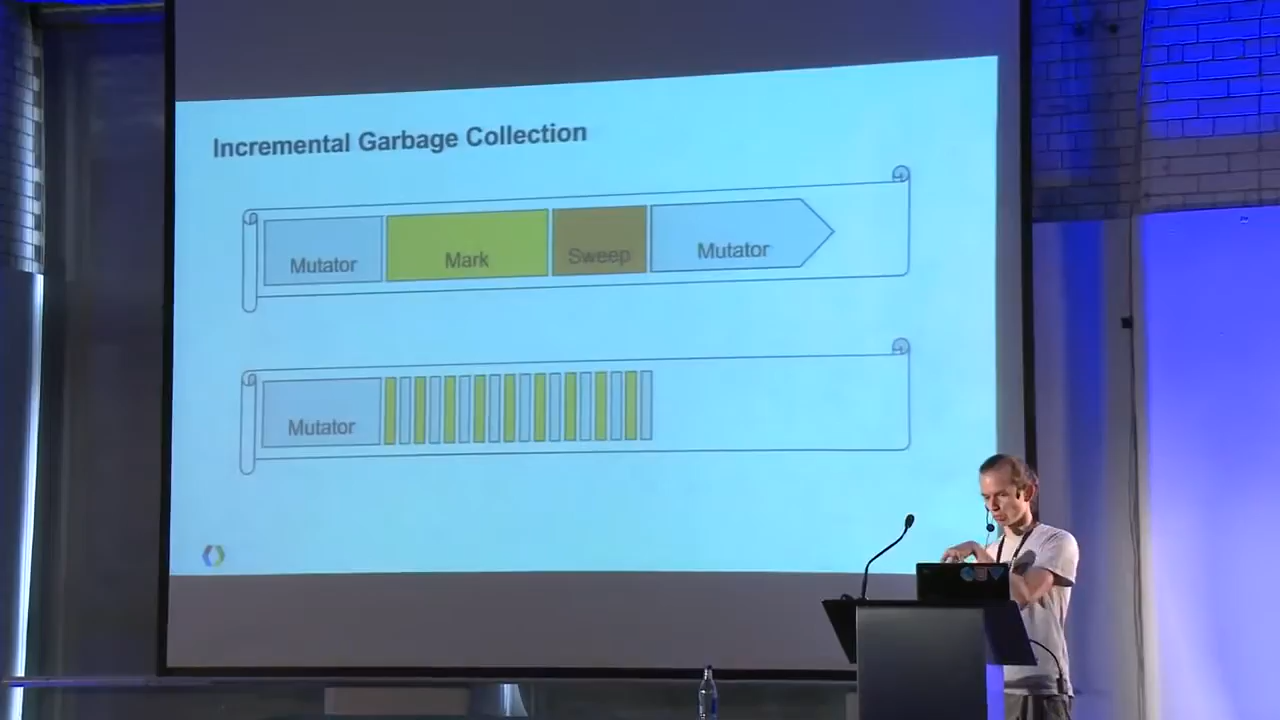 Incremental Garbage Collection
Mutator
Mark
Sweep
Mutator
Mutator